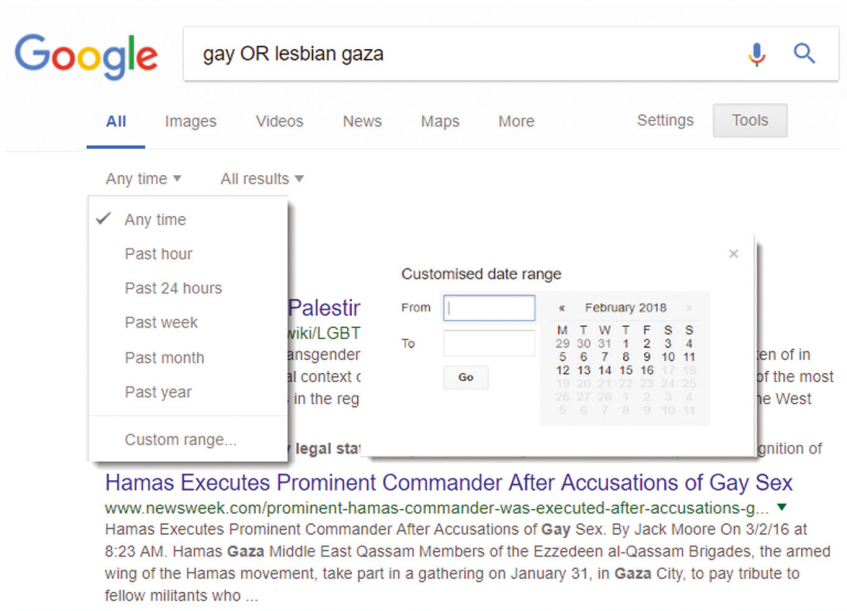 Google
gay OR lesbian gaza
All Images Videos News Maps More Settings Tools
Any time ▼ All results ▼
✓ Any time
Past hour
Past 24 hours
Past week
Past month
Past year
Custom range...
Customised date range
From
To
Go
« February 2018 »
M T W T F S S
29 30 31 1 2 3 4
5 6 7 8 9 10 11
12 13 14 15 16 17 18
19 20 21 22 23 24 25
26 27 28 1 2 3 4
5 6 7 8 9 10 11
Palestir
wiki/LGBT
ansgender ken of in
al context of the most
in the reg he West
legal sta gnition of
Hamas Executes Prominent Commander After Accusations of Gay Sex
www.newsweek.com/prominent-hamas-commander-was-executed-after-accusations-g... ▼
Hamas Executes Prominent Commander After Accusations of Gay Sex. By Jack Moore On 3/2/16 at
8:23 AM. Hamas Gaza Middle East Qassam Members of the Ezzedeen al-Qassam Brigades, the armed
wing of the Hamas movement, take part in a gathering on January 31, in Gaza City, to pay tribute to
fellow militants who ...